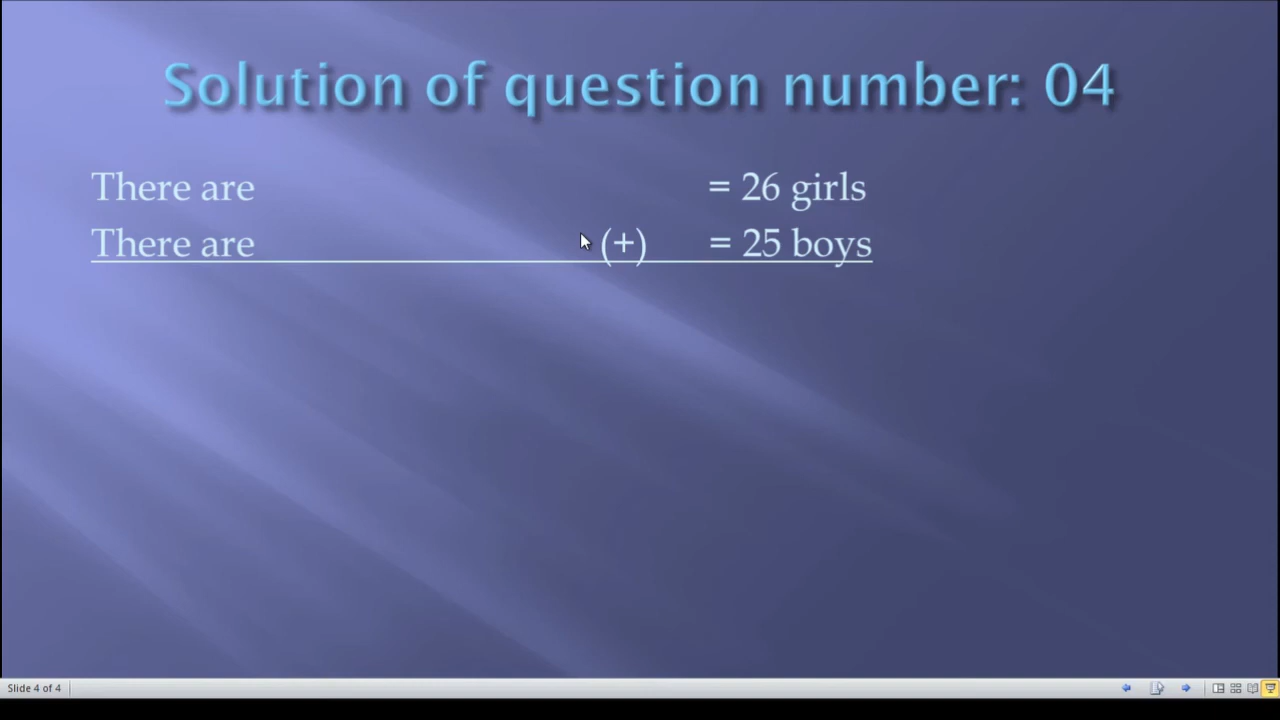 Solution of question number: 04
There are = 26 girls
There are (+) = 25 boys
Slide 4 of 4